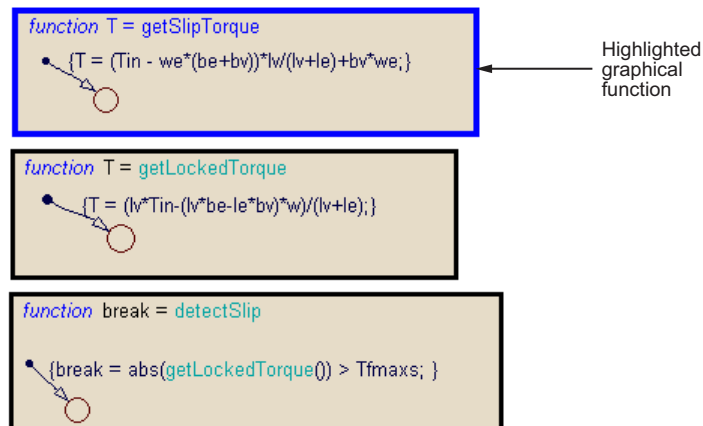 function T = getSlipTorque
{T = (Tin - we*(be+bv))*Iv/(Iv+Ie)+bv*we;}
Highlighted
graphical
function
function T = getLockedTorque
{T = (Iv*Tin-(Iv*be-Ie*bv)*w)/(Iv+Ie);}
function break = detectSlip
{break = abs(getLockedTorque()) > Tfmaxs; }